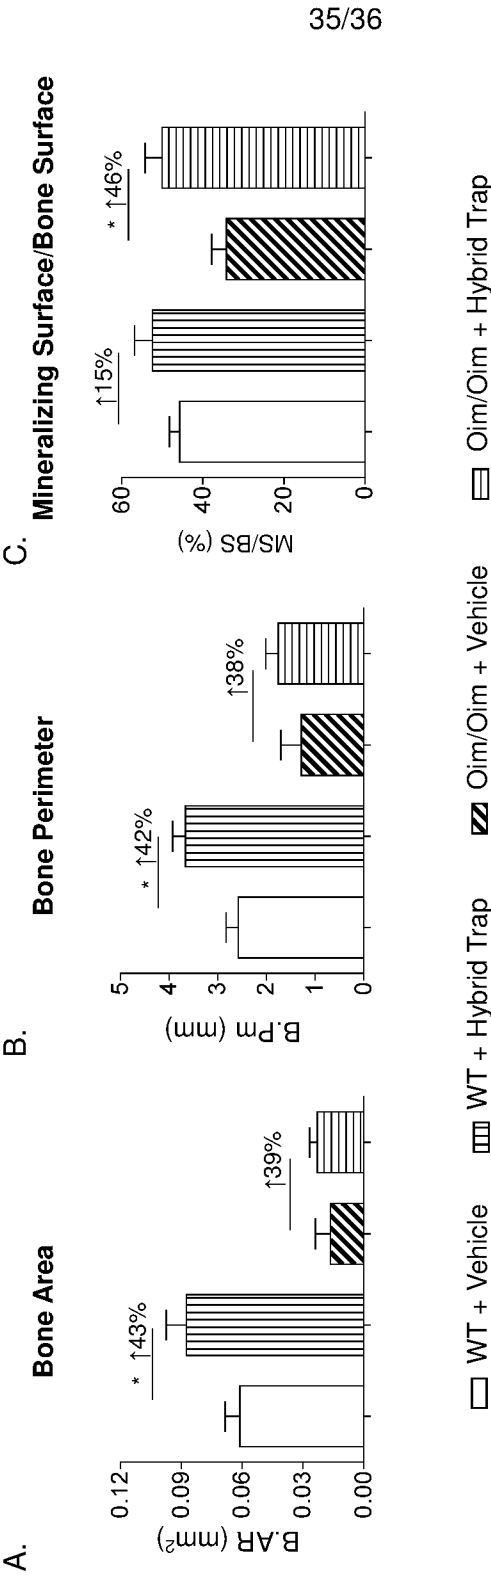 35/36
A.
Bone Area
B.AR (mm²)
0.12
0.09
0.06
0.03
0.00
* ↑43%
↑39%
B.
Bone Perimeter
B.Pm (mm)
5
4
3
2
1
0
* ↑42%
↑38%
C.
Mineralizing Surface/Bone Surface
MS/BS (%)
60
40
20
0
↑15%
* ↑46%
WT + Vehicle
WT + Hybrid Trap
Oim/Oim + Vehicle
Oim/Oim + Hybrid Trap